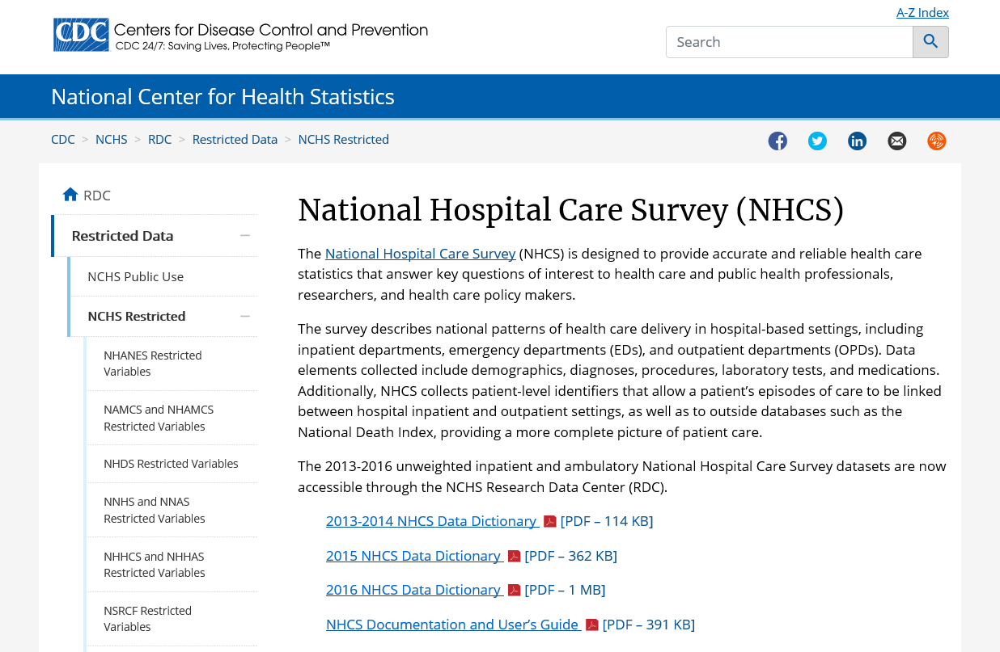 A-Z Index
CDC
Centers for Disease Control and Prevention
CDC 24/7: Saving Lives, Protecting People™
Search
National Center for Health Statistics
CDC > NCHS > RDC > Restricted Data > NCHS Restricted
RDC
Restricted Data
NCHS Public Use
NCHS Restricted
NHANES Restricted
Variables
NAMCS and NHAMCS
Restricted Variables
NHDS Restricted Variables
NNHS and NNAS
Restricted Variables
NHHCS and NHHAS
Restricted Variables
NSRCF Restricted
Variables
National Hospital Care Survey (NHCS)
The National Hospital Care Survey (NHCS) is designed to provide accurate and reliable health care
statistics that answer key questions of interest to health care and public health professionals,
researchers, and health care policy makers.
The survey describes national patterns of health care delivery in hospital-based settings, including
inpatient departments, emergency departments (EDs), and outpatient departments (OPDs). Data
elements collected include demographics, diagnoses, procedures, laboratory tests, and medications.
Additionally, NHCS collects patient-level identifiers that allow a patient’s episodes of care to be linked
between hospital inpatient and outpatient settings, as well as to outside databases such as the
National Death Index, providing a more complete picture of patient care.
The 2013-2016 unweighted inpatient and ambulatory National Hospital Care Survey datasets are now
accessible through the NCHS Research Data Center (RDC).
2013-2014 NHCS Data Dictionary [PDF – 114 KB]
2015 NHCS Data Dictionary [PDF – 362 KB]
2016 NHCS Data Dictionary [PDF – 1 MB]
NHCS Documentation and User’s Guide [PDF – 391 KB]